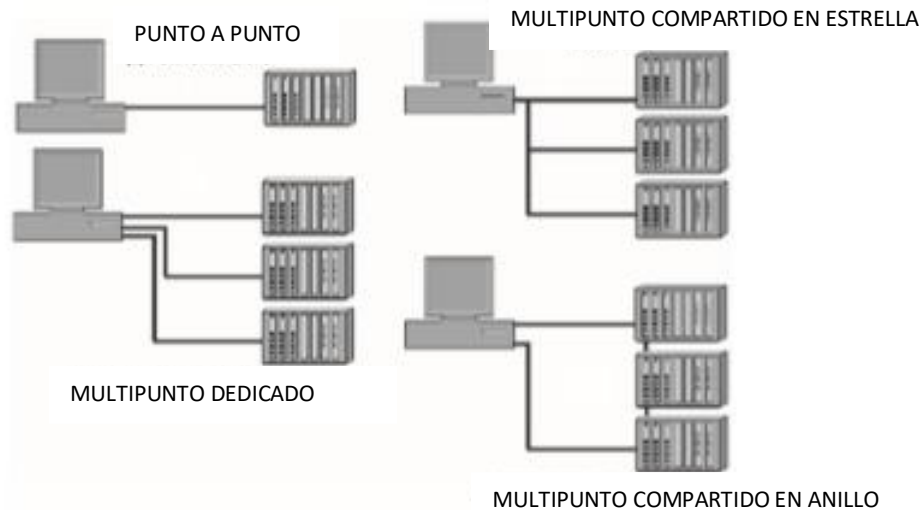 PUNTO A PUNTO
MULTIPUNTO COMPARTIDO EN ESTRELLA
MULTIPUNTO DEDICADO
MULTIPUNTO COMPARTIDO EN ANILLO